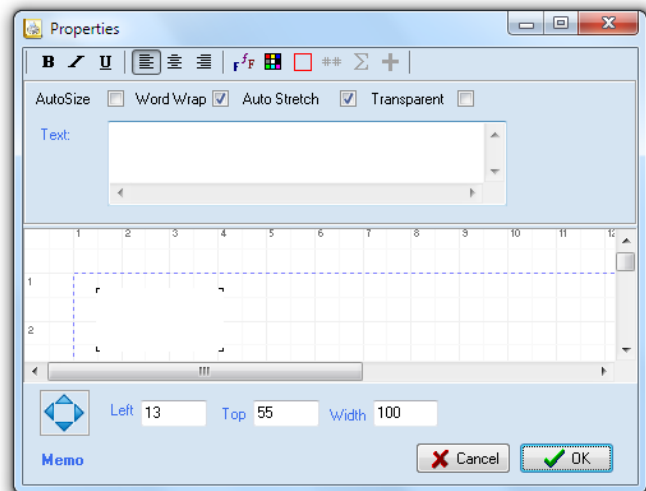 Properties
B I U F f F ## Σ
AutoSize Word Wrap Auto Stretch Transparent
Text:
1 2 3 4 5 6 7 8 9 10 11 12
1
2
Left 13 Top 55 Width 100
Memo Cancel OK